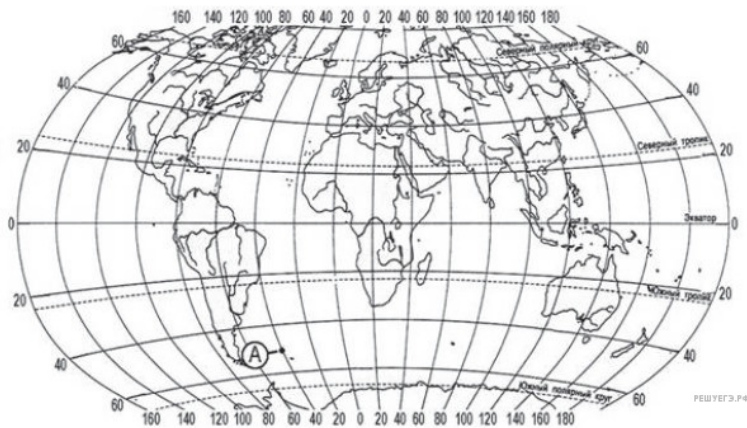 160 140 120 100 80 60 40 20 0 20 40 60 80 100 120 140 160 180
Северный полярный круг
60 60
40 40
Северный тропик
20 20
Экватор
0 0
Южный тропик
20 20
А
40 40
Южный полярный круг
60 60
РЕШУЕГЭ.РФ
160 140 120 100 80 60 40 20 0 20 40 60 80 100 120 140 160 180